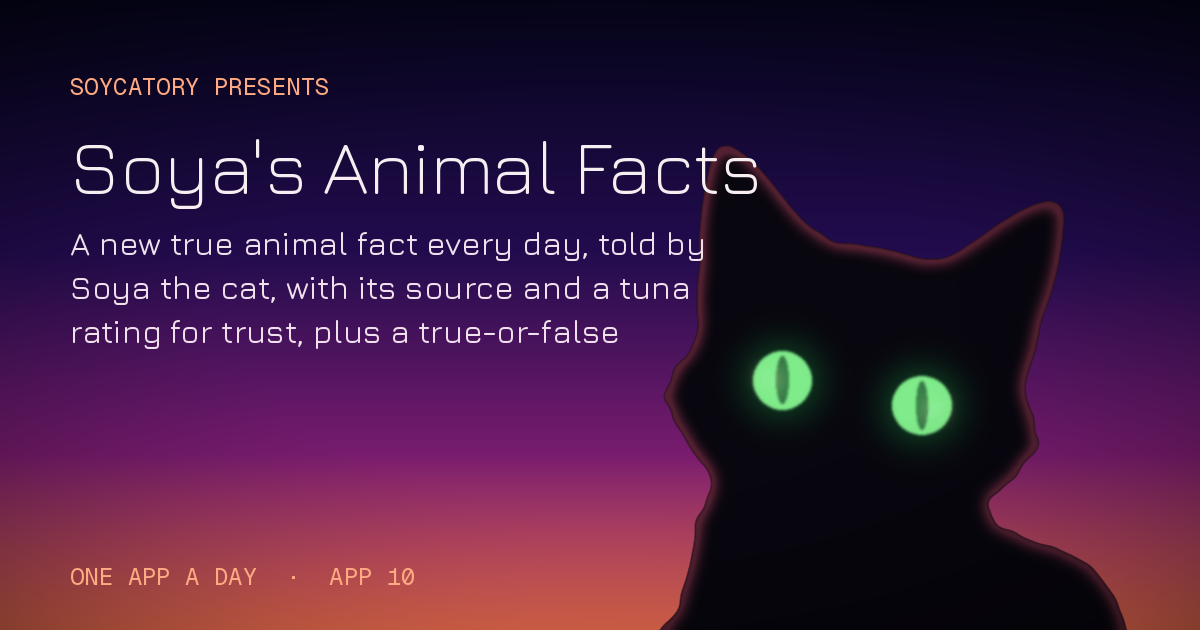 SOYCATORY PRESENTS
Soya's Animal Facts
A new true animal fact every day, told by
Soya the cat, with its source and a tuna
rating for trust, plus a true-or-false
ONE APP A DAY · APP 10